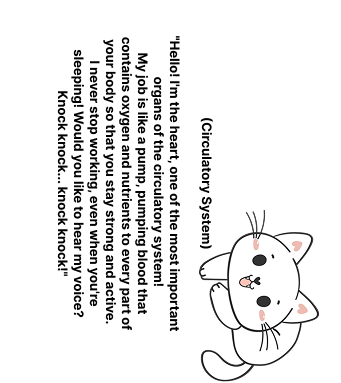 (Circulatory System)
"Hello! I'm the heart, one of the most important
organs of the circulatory system!
My job is like a pump, pumping blood that
contains oxygen and nutrients to every part of
your body so that you stay strong and active.
I never stop working, even when you're
sleeping! Would you like to hear my voice?
Knock knock... knock knock!"